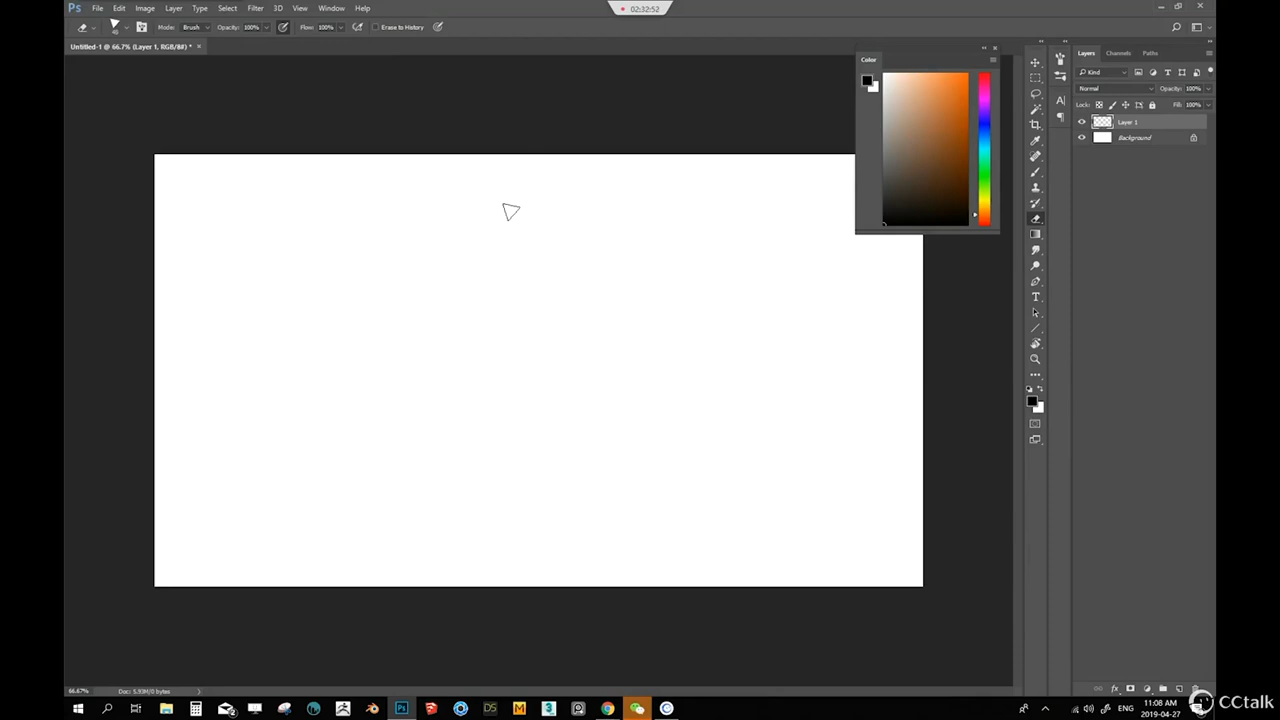 Ps File Edit Image Layer Type Select Filter 3D View Window Help
02:32:52
Mode: Brush Opacity: 100% Flow: 100% Erase to History
Untitled-1 @ 66.7% (Layer 1, RGB/8#) * ×
Color
Layers Channels Paths
Kind
Normal Opacity: 100%
Lock: Fill: 100%
Layer 1
Background
66.67% Doc: 5.93M/0 bytes
ENG 11:08 AM
2019-04-27
CCtalk